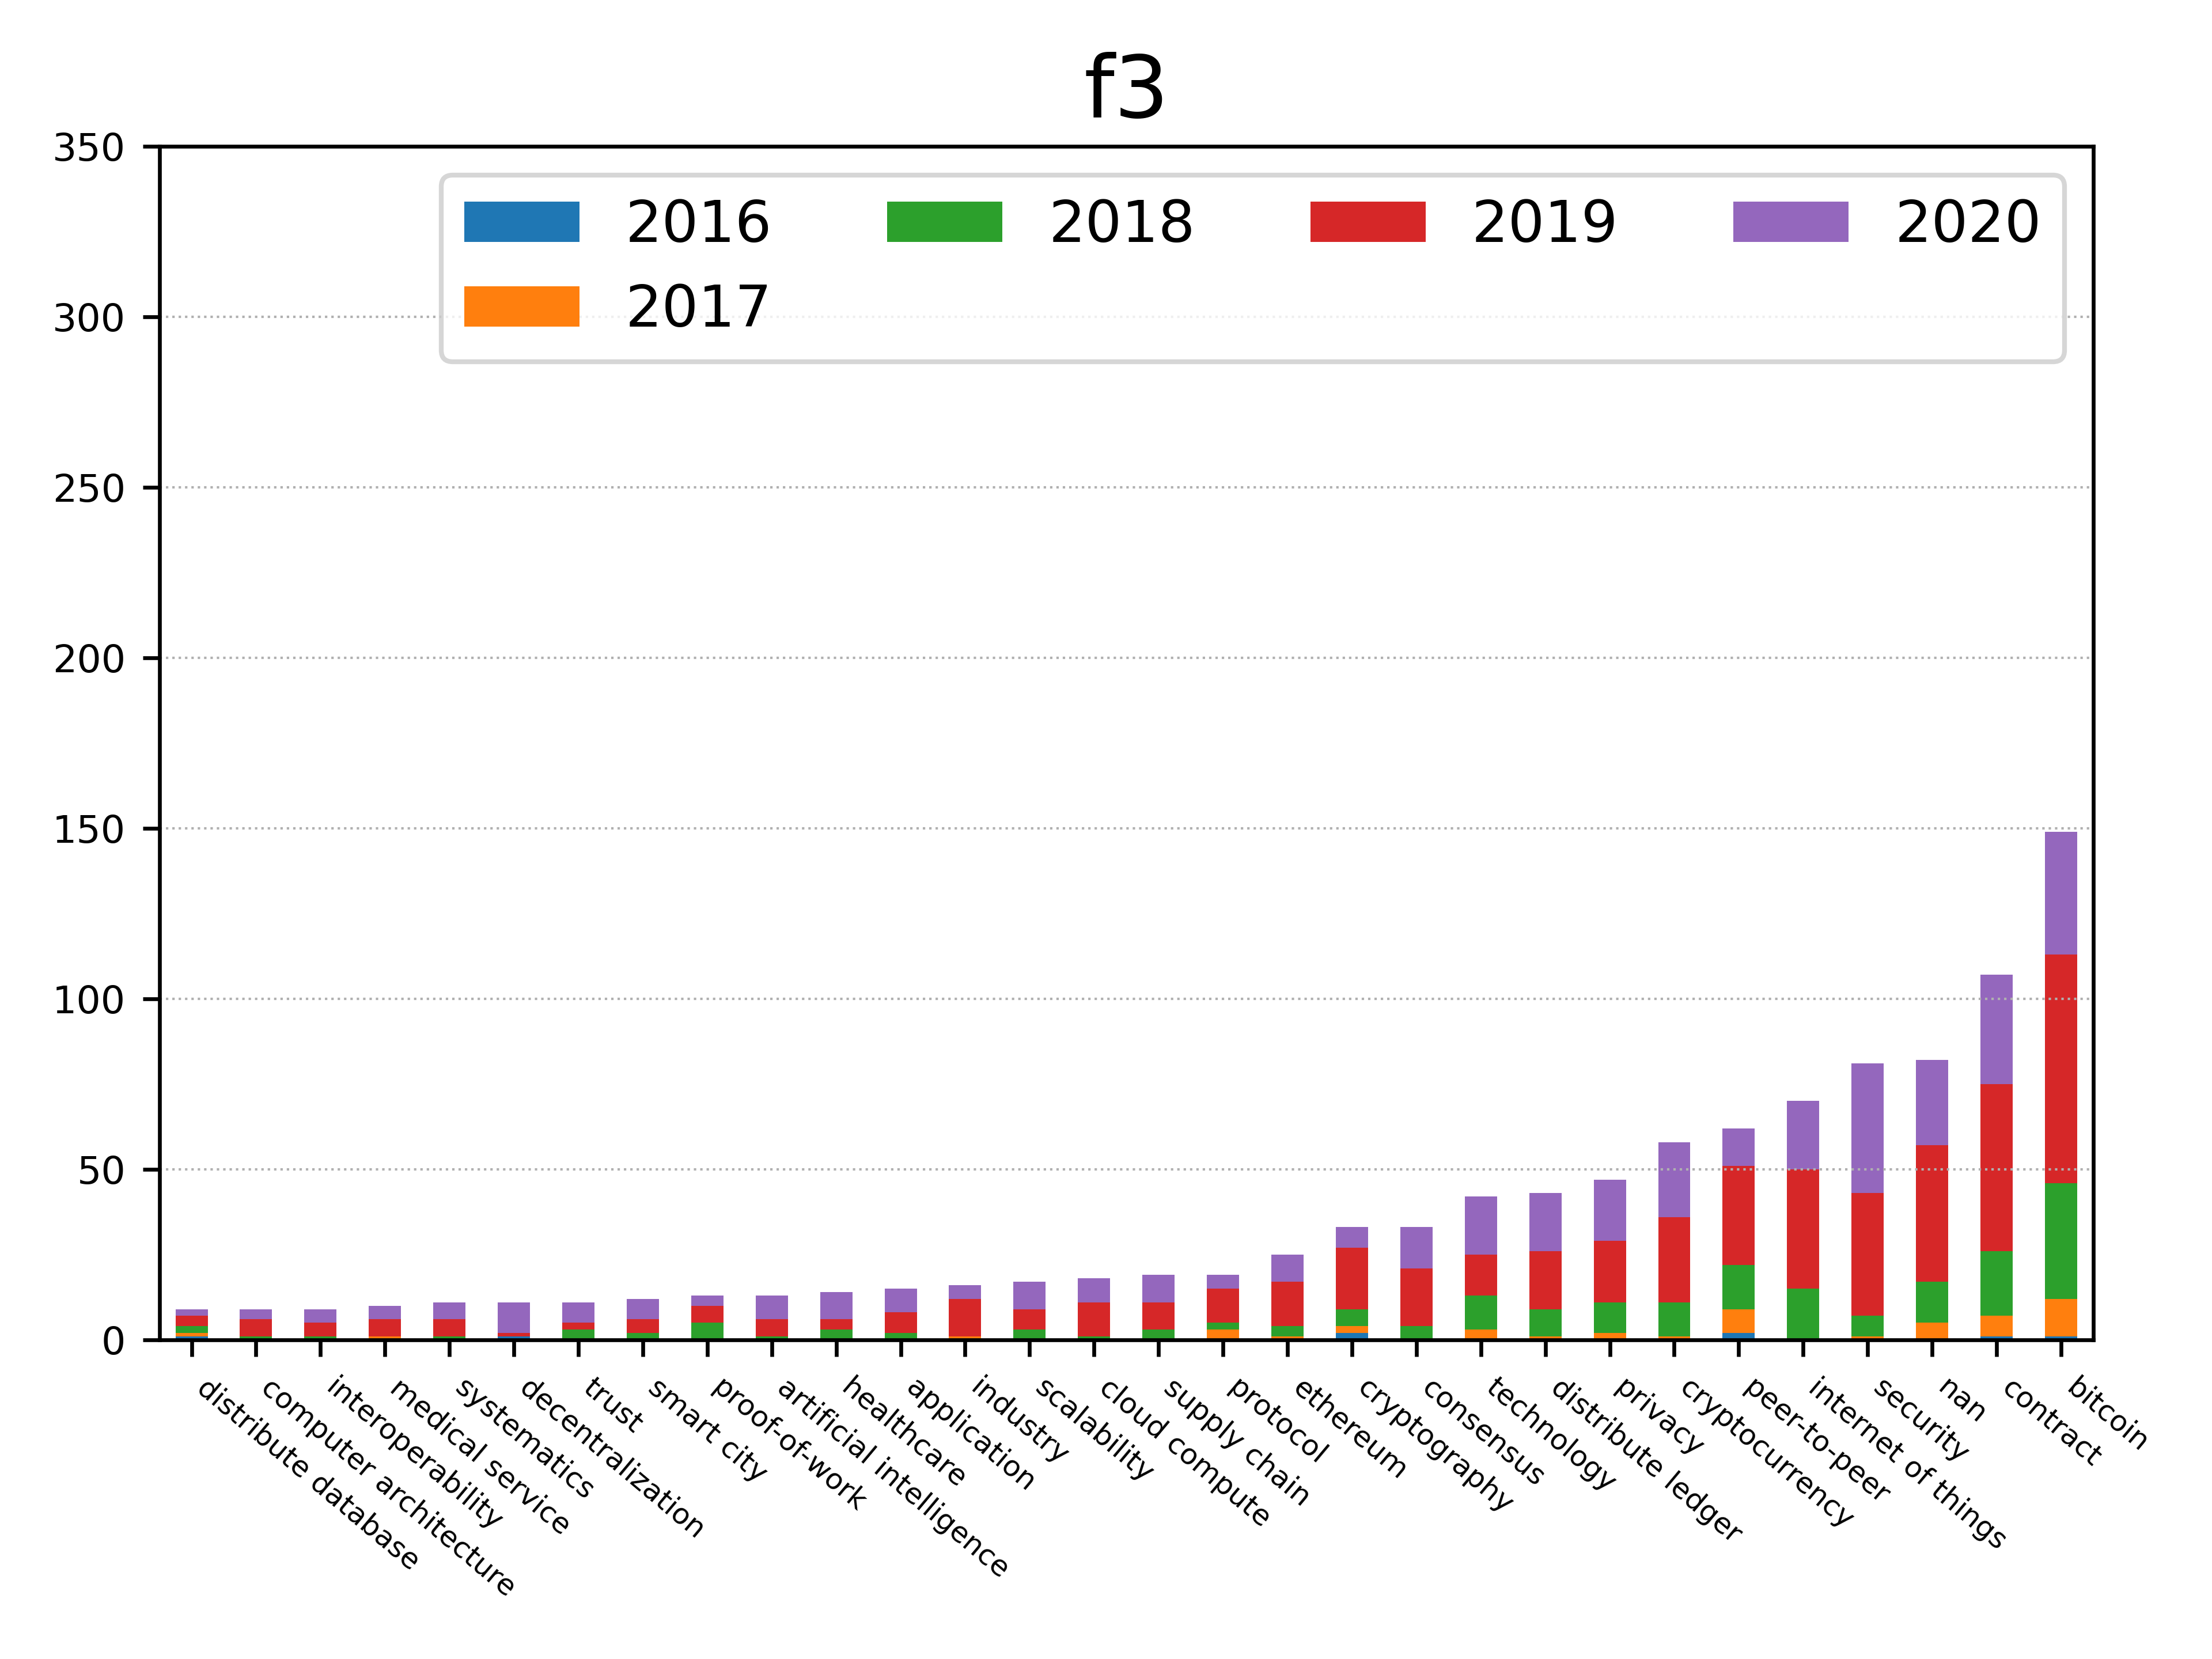 f3
350
300
250
200
150
100
50
0
2016
2018
2019
2020
2017
distribute database
computer architecture
interoperability
medical service
systematics
decentralization
trust
smart city
proof-of-work
artificial intelligence
healthcare
application
industry
scalability
cloud compute
supply chain
protocol
ethereum
cryptography
consensus
technology
distribute ledger
privacy
cryptocurrency
peer-to-peer
internet of things
security
nan
contract
bitcoin